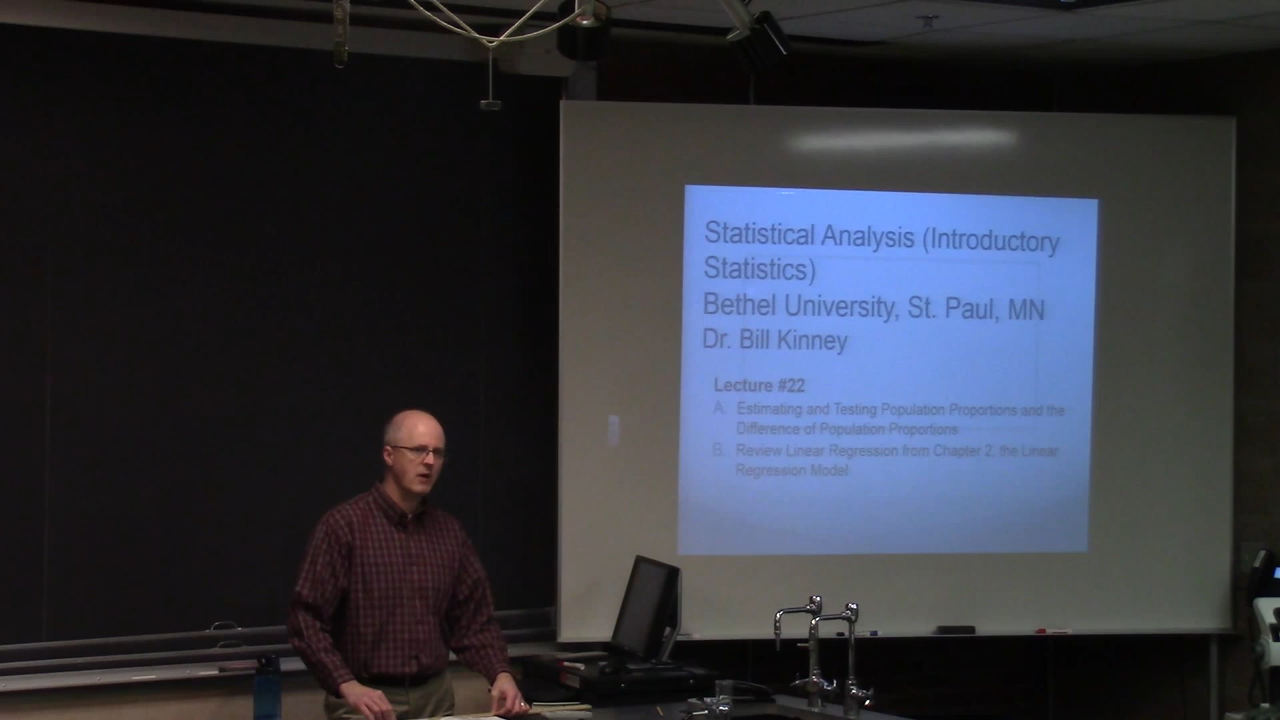 Statistical Analysis (Introductory
Statistics)
Bethel University, St. Paul, MN
Dr. Bill Kinney
Lecture #22
A. Estimating and Testing Population Proportions and the
Difference of Population Proportions
B. Review Linear Regression from Chapter 2, the Linear
Regression Model